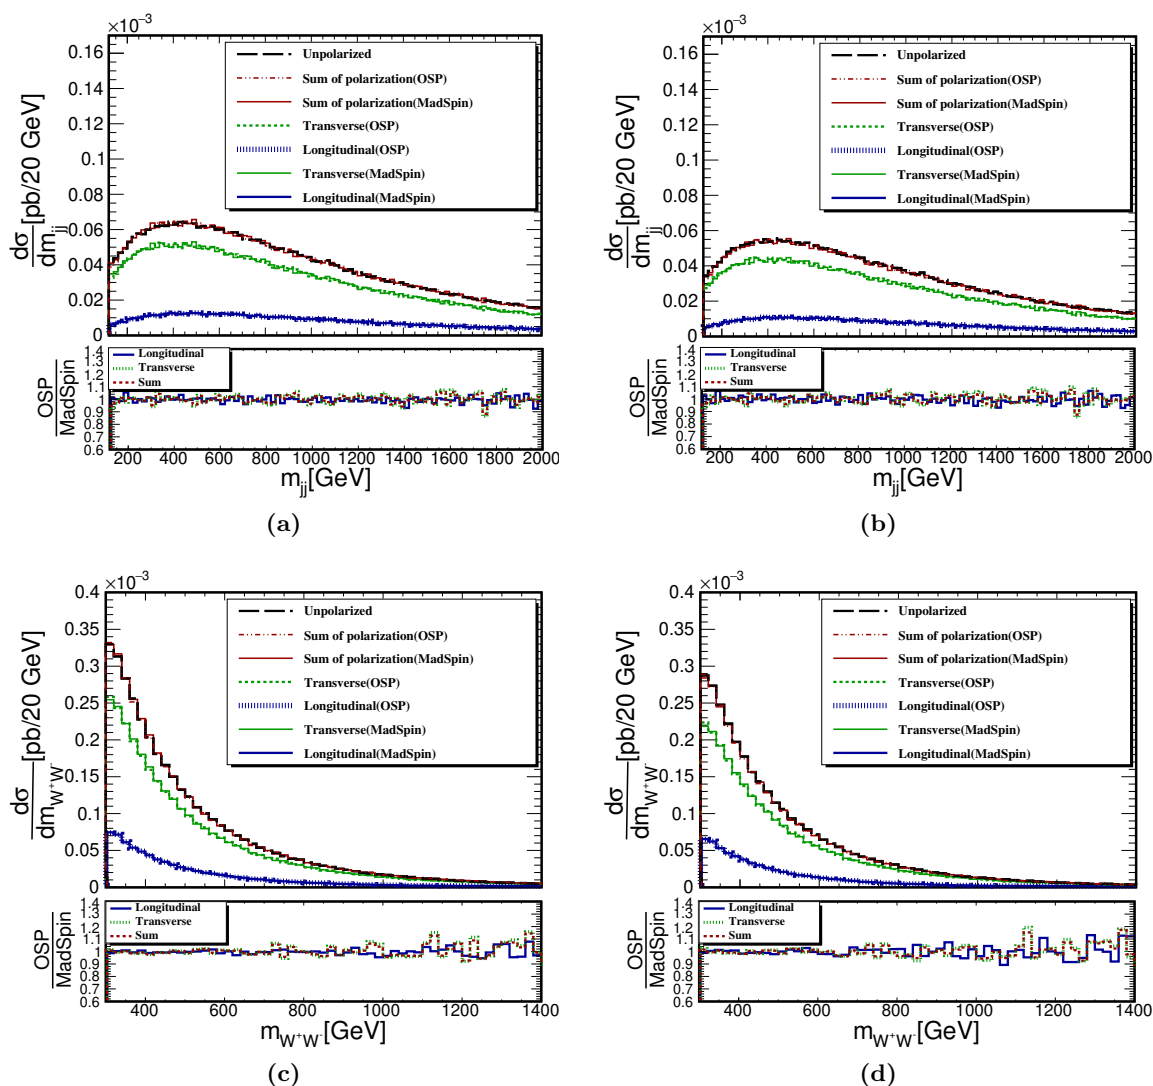 ×10⁻³
0.16
0.14
0.12
0.1
0.08
0.06
0.04
0.02
0
dσ/dm_jj [pb/20 GeV]
Unpolarized
Sum of polarization(OSP)
Sum of polarization(MadSpin)
Transverse(OSP)
Longitudinal(OSP)
Transverse(MadSpin)
Longitudinal(MadSpin)
1.4
1.3
1.2
1.1
1
0.9
0.8
0.7
0.6
OSP/MadSpin
Longitudinal
Transverse
Sum
200 400 600 800 1000 1200 1400 1600 1800 2000
m_jj[GeV]
(a)
×10⁻³
0.16
0.14
0.12
0.1
0.08
0.06
0.04
0.02
0
dσ/dm_jj [pb/20 GeV]
Unpolarized
Sum of polarization(OSP)
Sum of polarization(MadSpin)
Transverse(OSP)
Longitudinal(OSP)
Transverse(MadSpin)
Longitudinal(MadSpin)
1.4
1.3
1.2
1.1
1
0.9
0.8
0.7
0.6
OSP/MadSpin
Longitudinal
Transverse
Sum
200 400 600 800 1000 1200 1400 1600 1800 2000
m_jj[GeV]
(b)
×10⁻³
0.4
0.35
0.3
0.25
0.2
0.15
0.1
0.05
0
dσ/dm_W⁺W⁻ [pb/20 GeV]
Unpolarized
Sum of polarization(OSP)
Sum of polarization(MadSpin)
Transverse(OSP)
Longitudinal(OSP)
Transverse(MadSpin)
Longitudinal(MadSpin)
1.4
1.3
1.2
1.1
1
0.9
0.8
0.7
0.6
OSP/MadSpin
Longitudinal
Transverse
Sum
400 600 800 1000 1200 1400
m_W⁺W⁻[GeV]
(c)
×10⁻³
0.4
0.35
0.3
0.25
0.2
0.15
0.1
0.05
0
dσ/dm_W⁺W⁻ [pb/20 GeV]
Unpolarized
Sum of polarization(OSP)
Sum of polarization(MadSpin)
Transverse(OSP)
Longitudinal(OSP)
Transverse(MadSpin)
Longitudinal(MadSpin)
1.4
1.3
1.2
1.1
1
0.9
0.8
0.7
0.6
OSP/MadSpin
Longitudinal
Transverse
Sum
400 600 800 1000 1200 1400
m_W⁺W⁻[GeV]
(d)